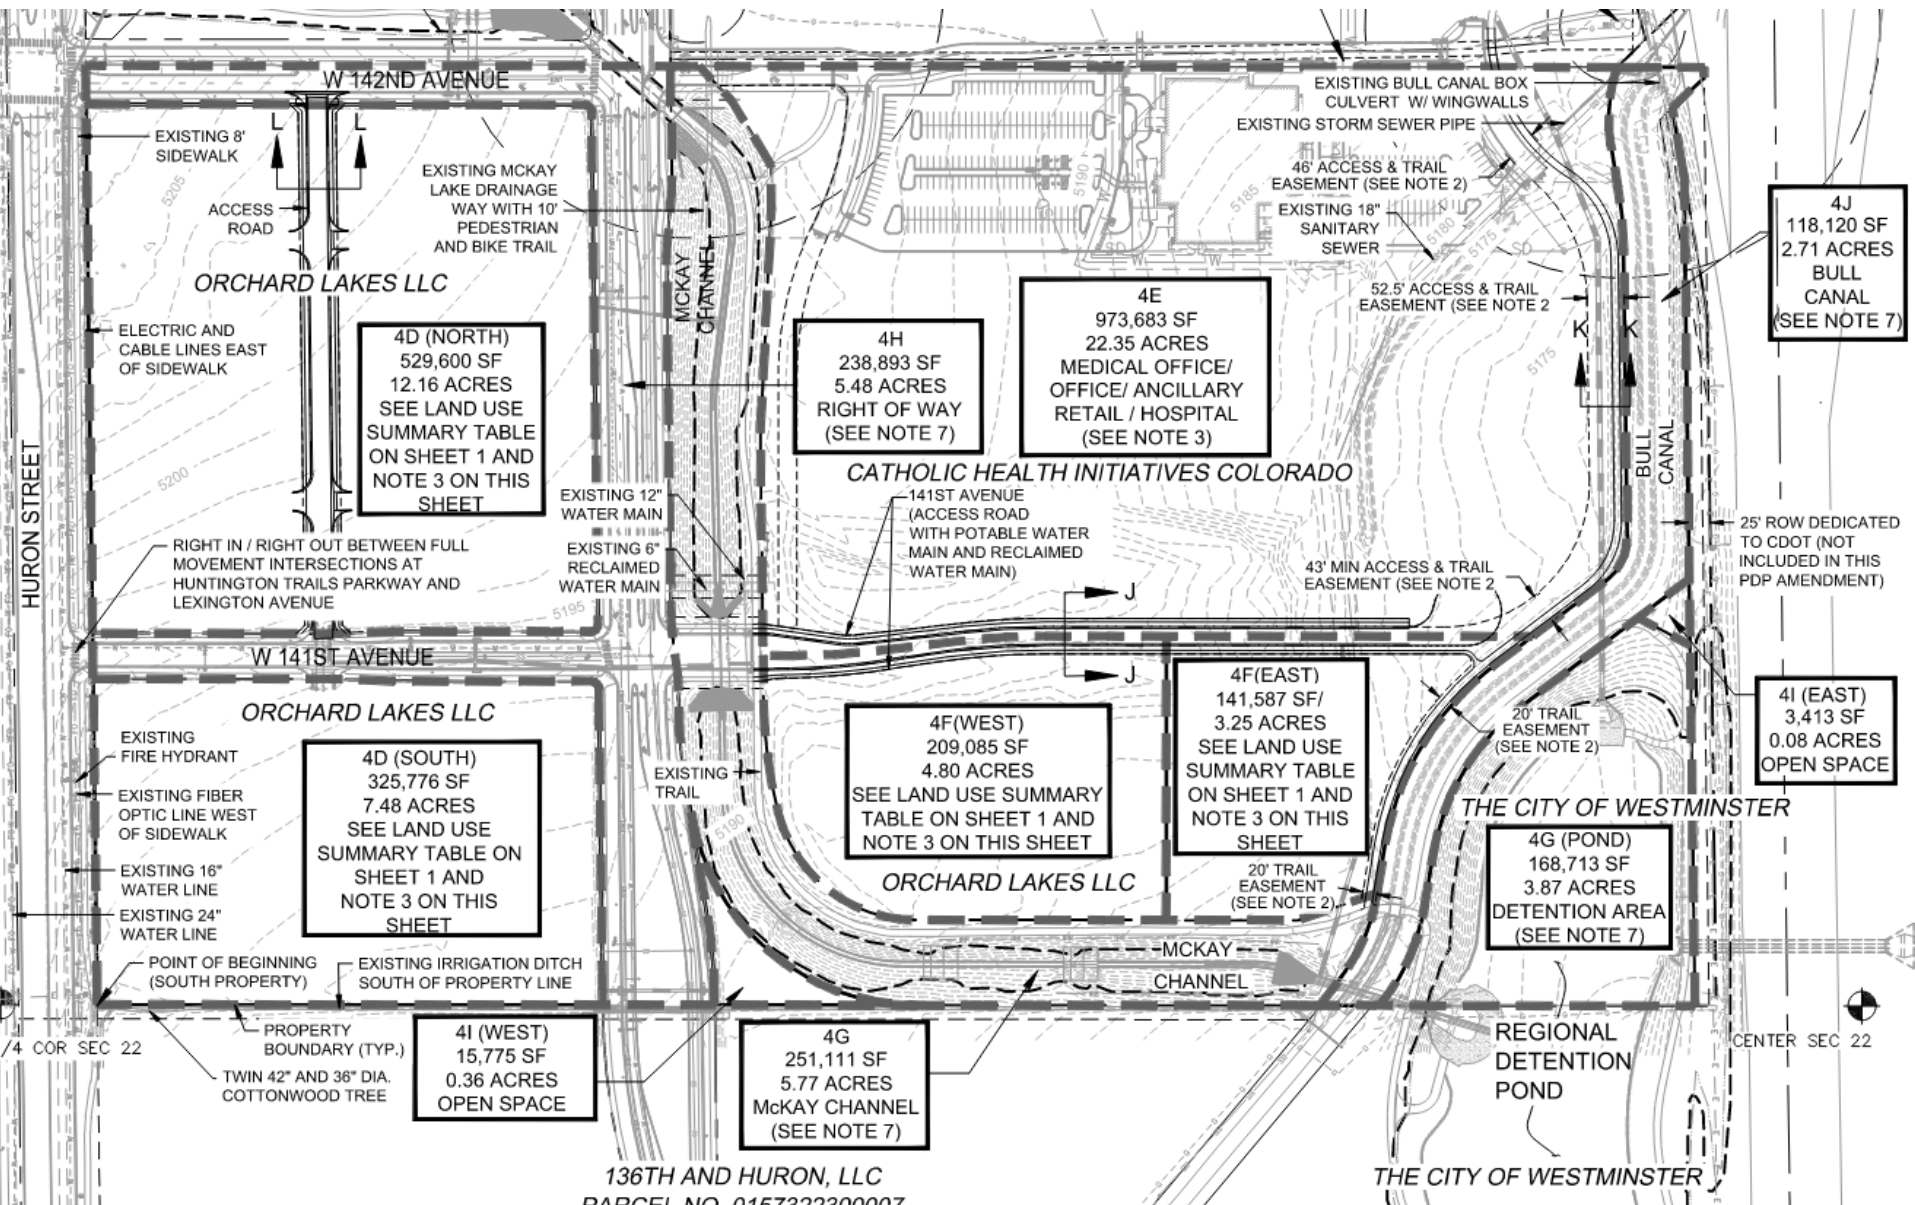 W 142ND AVENUE
EXISTING BULL CANAL BOX
CULVERT W/ WINGWALLS
EXISTING STORM SEWER PIPE
46' ACCESS & TRAIL
EASEMENT (SEE NOTE 2)
EXISTING 18"
SANITARY
SEWER
52.5' ACCESS & TRAIL
EASEMENT (SEE NOTE 2
L
L
EXISTING 8'
SIDEWALK
ACCESS
ROAD
EXISTING MCKAY
LAKE DRAINAGE
WAY WITH 10'
PEDESTRIAN
AND BIKE TRAIL
5205
5190
5185
5180
5175
5175
ORCHARD LAKES LLC
MCKAY
CHANNEL
ELECTRIC AND
CABLE LINES EAST
OF SIDEWALK
4D (NORTH)
529,600 SF
12.16 ACRES
SEE LAND USE
SUMMARY TABLE
ON SHEET 1 AND
NOTE 3 ON THIS
SHEET
4H
238,893 SF
5.48 ACRES
RIGHT OF WAY
(SEE NOTE 7)
4E
973,683 SF
22.35 ACRES
MEDICAL OFFICE/
OFFICE/ ANCILLARY
RETAIL / HOSPITAL
(SEE NOTE 3)
CATHOLIC HEALTH INITIATIVES COLORADO
4J
118,120 SF
2.71 ACRES
BULL
CANAL
(SEE NOTE 7)
K
K
BULL
CANAL
HURON STREET
5200
EXISTING 12"
WATER MAIN
EXISTING 6"
RECLAIMED
WATER MAIN
141ST AVENUE
(ACCESS ROAD
WITH POTABLE WATER
MAIN AND RECLAIMED
WATER MAIN)
25' ROW DEDICATED
TO CDOT (NOT
INCLUDED IN THIS
PDP AMENDMENT)
RIGHT IN / RIGHT OUT BETWEEN FULL
MOVEMENT INTERSECTIONS AT
HUNTINGTON TRAILS PARKWAY AND
LEXINGTON AVENUE
5195
43' MIN ACCESS & TRAIL
EASEMENT (SEE NOTE 2
J
J
W 141ST AVENUE
ORCHARD LAKES LLC
EXISTING
FIRE HYDRANT
EXISTING FIBER
OPTIC LINE WEST
OF SIDEWALK
EXISTING 16"
WATER LINE
EXISTING 24"
WATER LINE
4D (SOUTH)
325,776 SF
7.48 ACRES
SEE LAND USE
SUMMARY TABLE ON
SHEET 1 AND
NOTE 3 ON THIS
SHEET
EXISTING
TRAIL
5190
4F(WEST)
209,085 SF
4.80 ACRES
SEE LAND USE SUMMARY
TABLE ON SHEET 1 AND
NOTE 3 ON THIS SHEET
ORCHARD LAKES LLC
4F(EAST)
141,587 SF/
3.25 ACRES
SEE LAND USE
SUMMARY TABLE
ON SHEET 1 AND
NOTE 3 ON THIS
SHEET
20' TRAIL
EASEMENT
(SEE NOTE 2)
20' TRAIL
EASEMENT
(SEE NOTE 2)
4I (EAST)
3,413 SF
0.08 ACRES
OPEN SPACE
THE CITY OF WESTMINSTER
4G (POND)
168,713 SF
3.87 ACRES
DETENTION AREA
(SEE NOTE 7)
MCKAY
CHANNEL
POINT OF BEGINNING
(SOUTH PROPERTY)
EXISTING IRRIGATION DITCH
SOUTH OF PROPERTY LINE
PROPERTY
BOUNDARY (TYP.)
/4 COR SEC 22
TWIN 42" AND 36" DIA.
COTTONWOOD TREE
4I (WEST)
15,775 SF
0.36 ACRES
OPEN SPACE
4G
251,111 SF
5.77 ACRES
McKAY CHANNEL
(SEE NOTE 7)
REGIONAL
DETENTION
POND
CENTER SEC 22
136TH AND HURON, LLC
PARCEL NO. 0157322300007
THE CITY OF WESTMINSTER